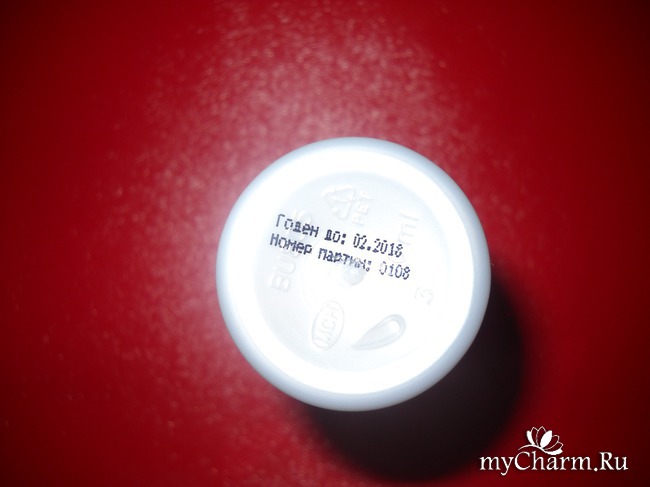 Годен до: 02.2018
Номер партии: 0108
myCharm.Ru